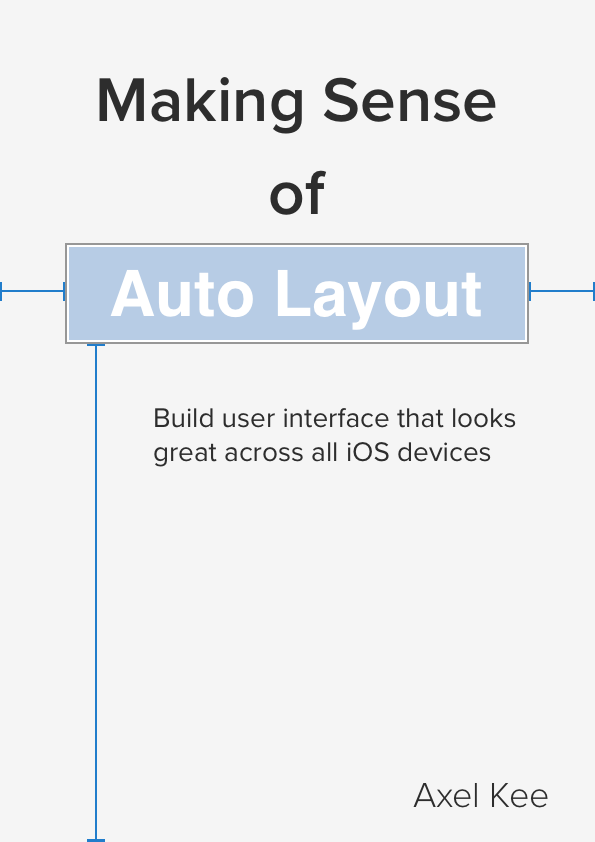 Making Sense
of
Auto Layout
Build user interface that looks
great across all iOS devices
Axel Kee